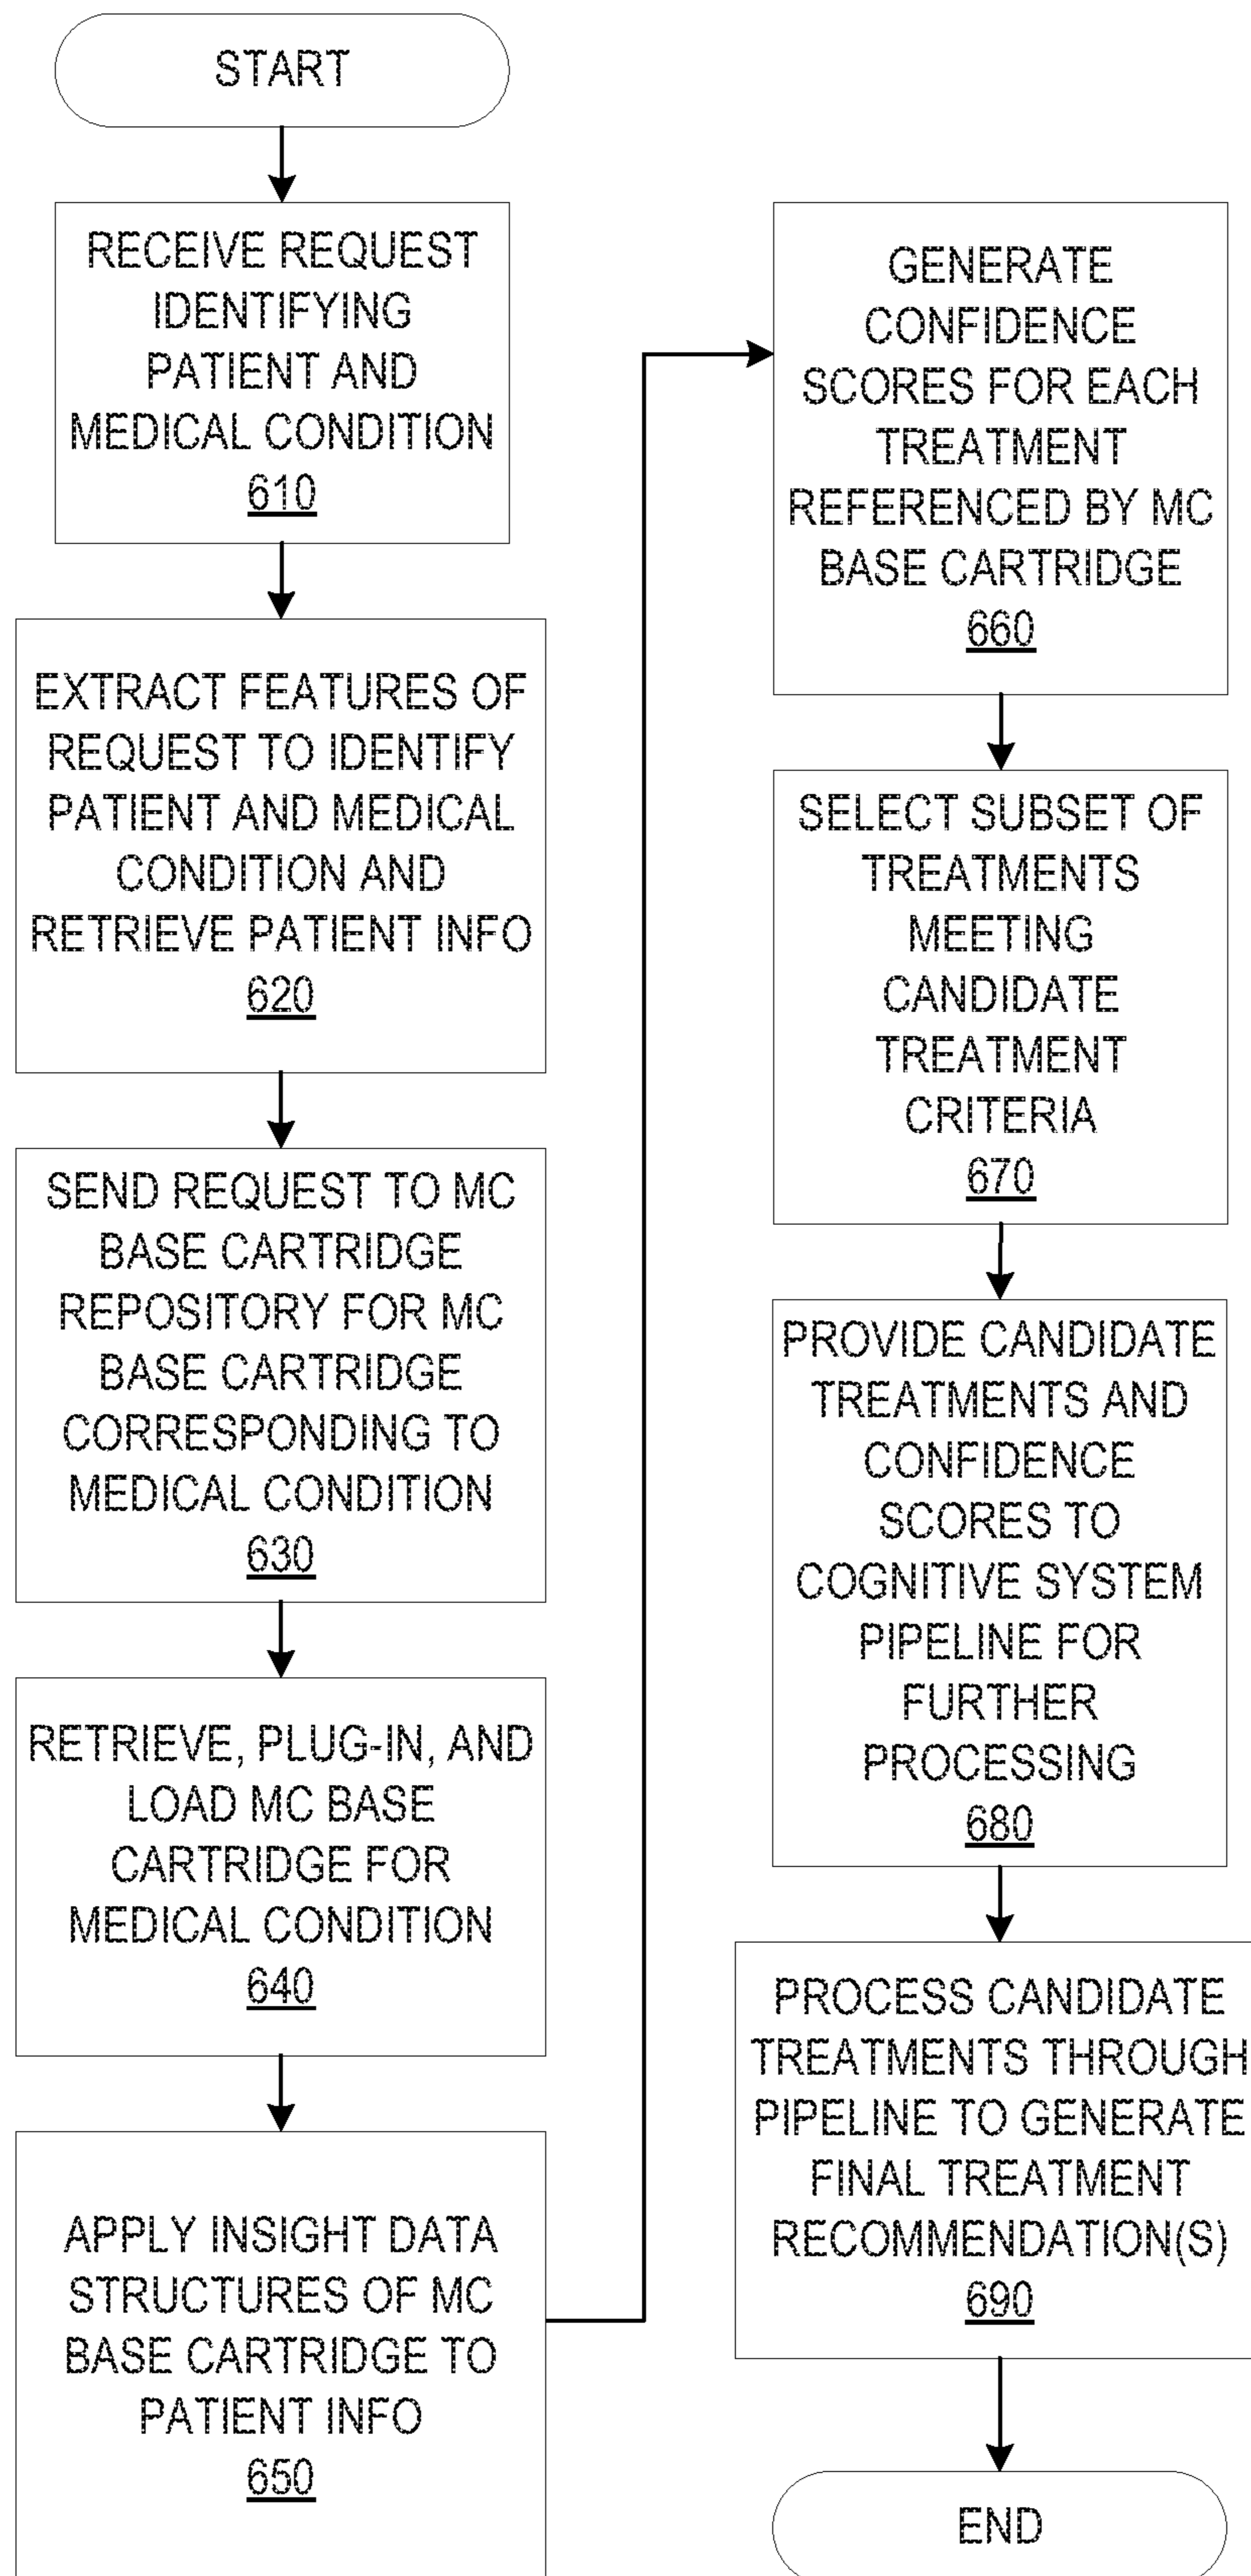 START
RECEIVE REQUEST
IDENTIFYING
PATIENT AND
MEDICAL CONDITION
610
EXTRACT FEATURES OF
REQUEST TO IDENTIFY
PATIENT AND MEDICAL
CONDITION AND
RETRIEVE PATIENT INFO
620
SEND REQUEST TO MC
BASE CARTRIDGE
REPOSITORY FOR MC
BASE CARTRIDGE
CORRESPONDING TO
MEDICAL CONDITION
630
RETRIEVE, PLUG-IN, AND
LOAD MC BASE
CARTRIDGE FOR
MEDICAL CONDITION
640
APPLY INSIGHT DATA
STRUCTURES OF MC
BASE CARTRIDGE TO
PATIENT INFO
650
GENERATE
CONFIDENCE
SCORES FOR EACH
TREATMENT
REFERENCED BY MC
BASE CARTRIDGE
660
SELECT SUBSET OF
TREATMENTS
MEETING
CANDIDATE
TREATMENT
CRITERIA
670
PROVIDE CANDIDATE
TREATMENTS AND
CONFIDENCE
SCORES TO
COGNITIVE SYSTEM
PIPELINE FOR
FURTHER
PROCESSING
680
PROCESS CANDIDATE
TREATMENTS THROUGH
PIPELINE TO GENERATE
FINAL TREATMENT
RECOMMENDATION(S)
690
END